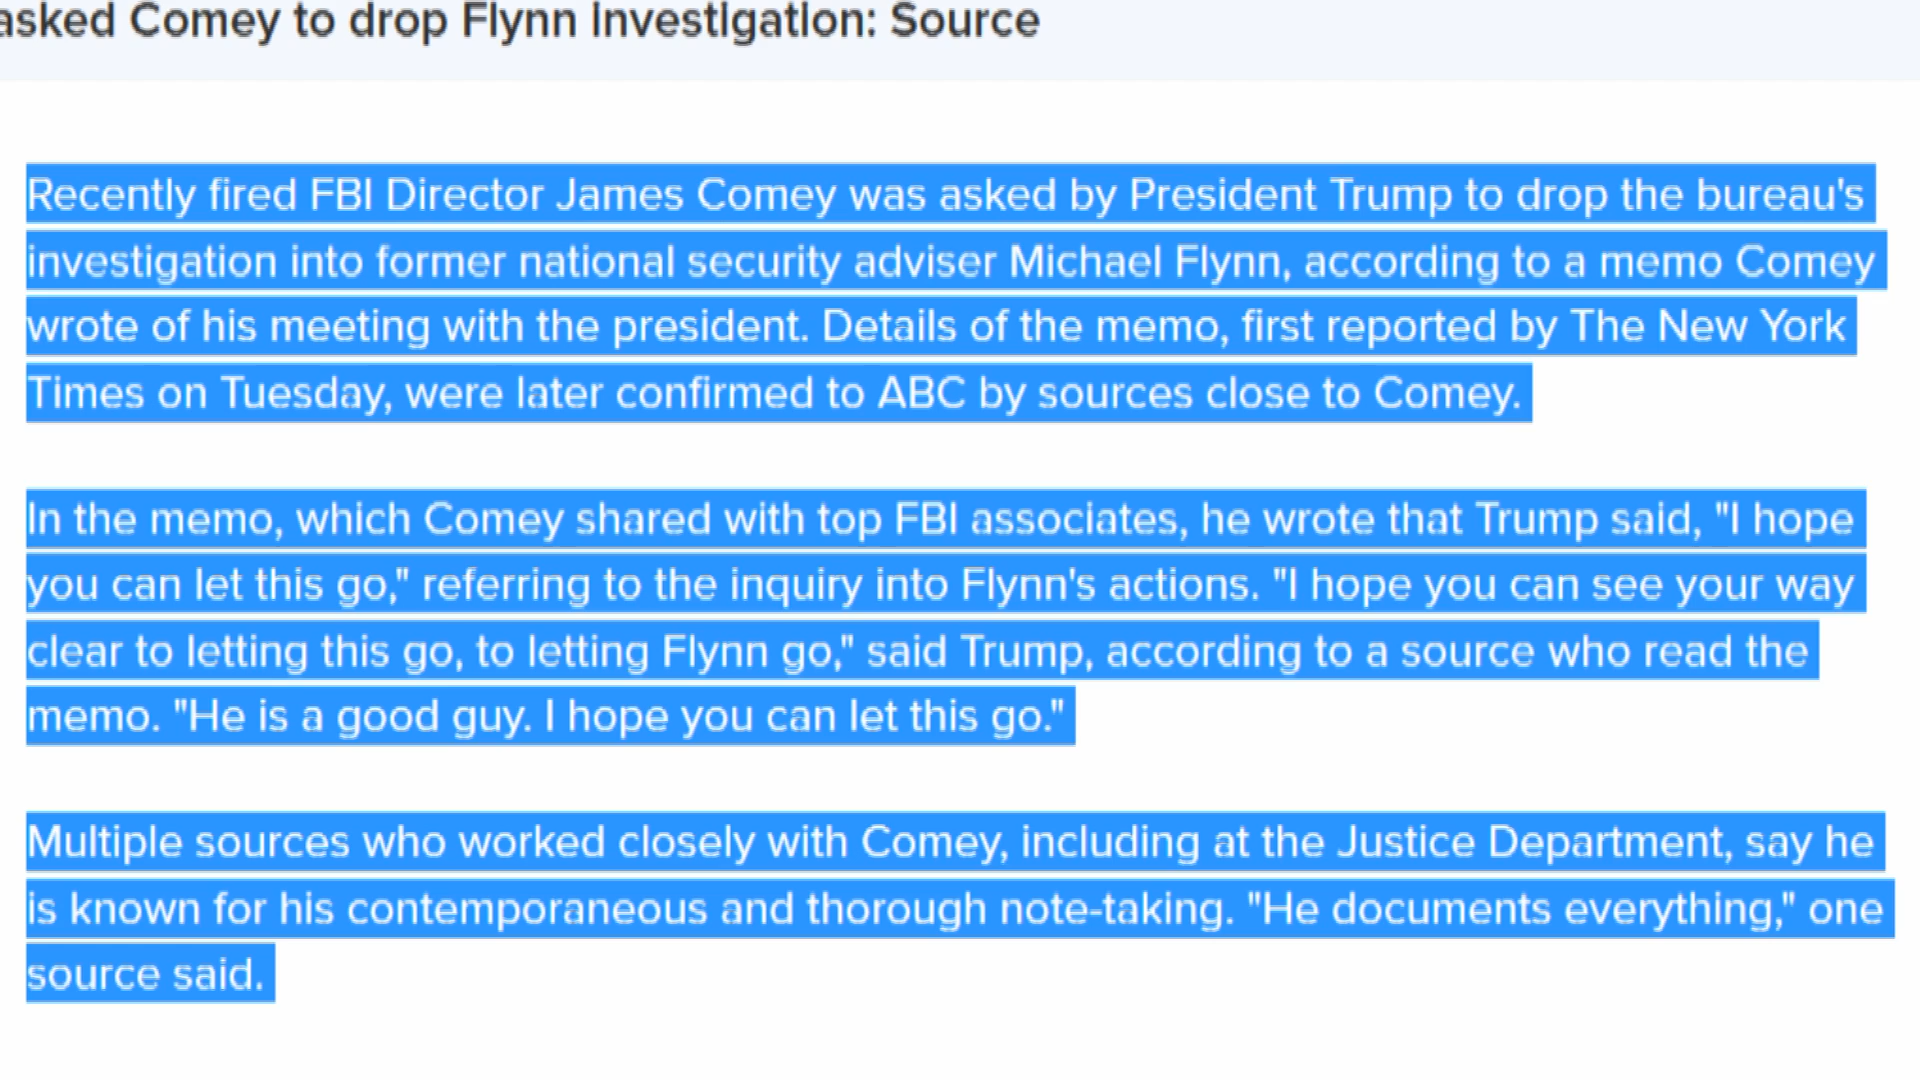 asked Comey to drop Flynn Investigation: Source
Recently fired FBI Director James Comey was asked by President Trump to drop the bureau's
investigation into former national security adviser Michael Flynn, according to a memo Comey
wrote of his meeting with the president. Details of the memo, first reported by The New York
Times on Tuesday, were later confirmed to ABC by sources close to Comey.
In the memo, which Comey shared with top FBI associates, he wrote that Trump said, "I hope
you can let this go," referring to the inquiry into Flynn's actions. "I hope you can see your way
clear to letting this go, to letting Flynn go," said Trump, according to a source who read the
memo. "He is a good guy. I hope you can let this go."
Multiple sources who worked closely with Comey, including at the Justice Department, say he
is known for his contemporaneous and thorough note-taking. "He documents everything," one
source said.